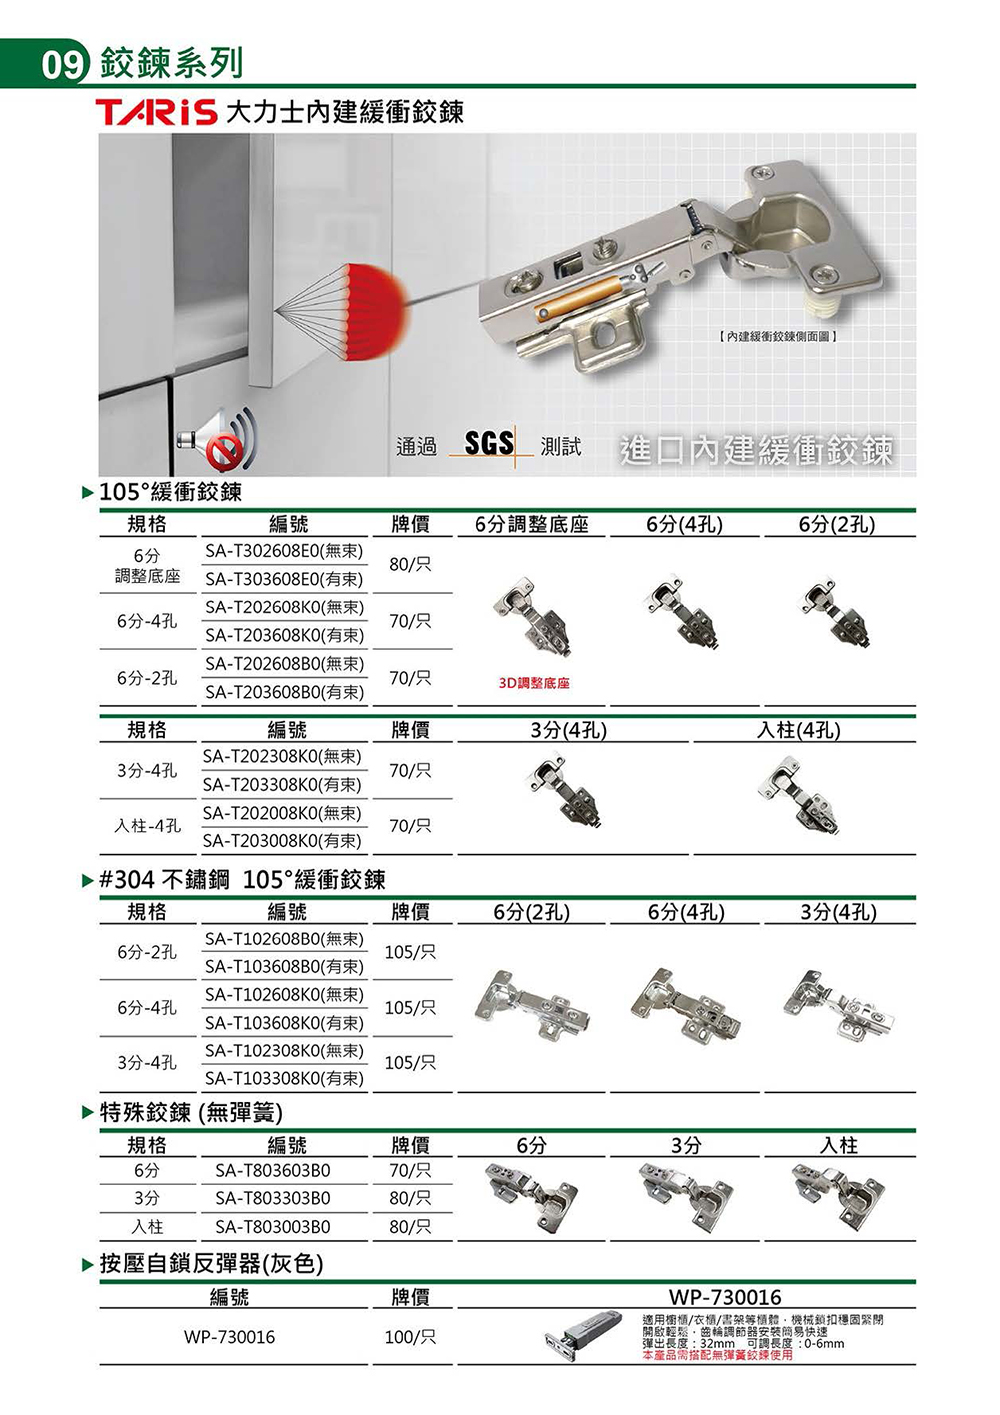 09 鉸鍊系列
TARiS 大力士內建緩衝鉸鍊
【內建緩衝鉸鍊側面圖】
通過 SGS 測試 進口內建緩衝鉸鍊
105°緩衝鉸鍊
規格 編號 牌價 6分調整底座 6分(4孔) 6分(2孔)
6分
調整底座
SA-T302608E0(無束)
SA-T303608E0(有束)
80/只
6分-4孔
SA-T202608K0(無束)
SA-T203608K0(有束)
70/只
6分-2孔
SA-T202608B0(無束)
SA-T203608B0(有束)
70/只
3D調整底座
規格 編號 牌價 3分(4孔) 入柱(4孔)
3分-4孔
SA-T202308K0(無束)
SA-T203308K0(有束)
70/只
入柱-4孔
SA-T202008K0(無束)
SA-T203008K0(有束)
70/只
#304 不鏽鋼 105°緩衝鉸鍊
規格 編號 牌價 6分(2孔) 6分(4孔) 3分(4孔)
6分-2孔
SA-T102608B0(無束)
SA-T103608B0(有束)
105/只
6分-4孔
SA-T102608K0(無束)
SA-T103608K0(有束)
105/只
3分-4孔
SA-T102308K0(無束)
SA-T103308K0(有束)
105/只
特殊鉸鍊 (無彈簧)
規格 編號 牌價 6分 3分 入柱
6分 SA-T803603B0 70/只
3分 SA-T803303B0 80/只
入柱 SA-T803003B0 80/只
按壓自鎖反彈器(灰色)
編號 牌價 WP-730016
WP-730016 100/只
適用櫥櫃/衣櫃/書架等櫃體，機械鎖扣穩固緊閉
開啟輕鬆，齒輪調節器安裝簡易快速
彈出長度：32mm 可調長度：0-6mm
本產品需搭配無彈簧鉸鍊使用